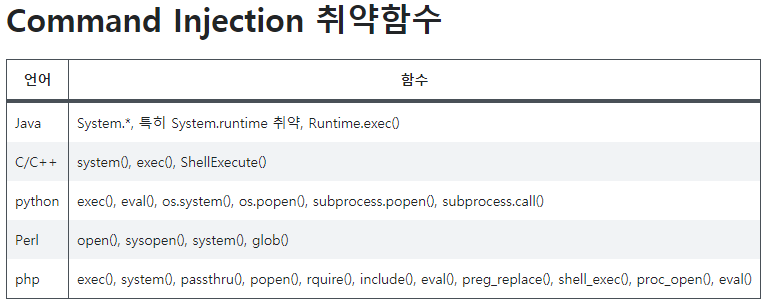 Command Injection 취약함수
언어 함수
Java System.*, 특히 System.runtime 취약, Runtime.exec()
C/C++ system(), exec(), ShellExecute()
python exec(), eval(), os.system(), os.popen(), subprocess.popen(), subprocess.call()
Perl open(), sysopen(), system(), glob()
php exec(), system(), passthru(), popen(), rquire(), include(), eval(), preg_replace(), shell_exec(), proc_open(), eval()